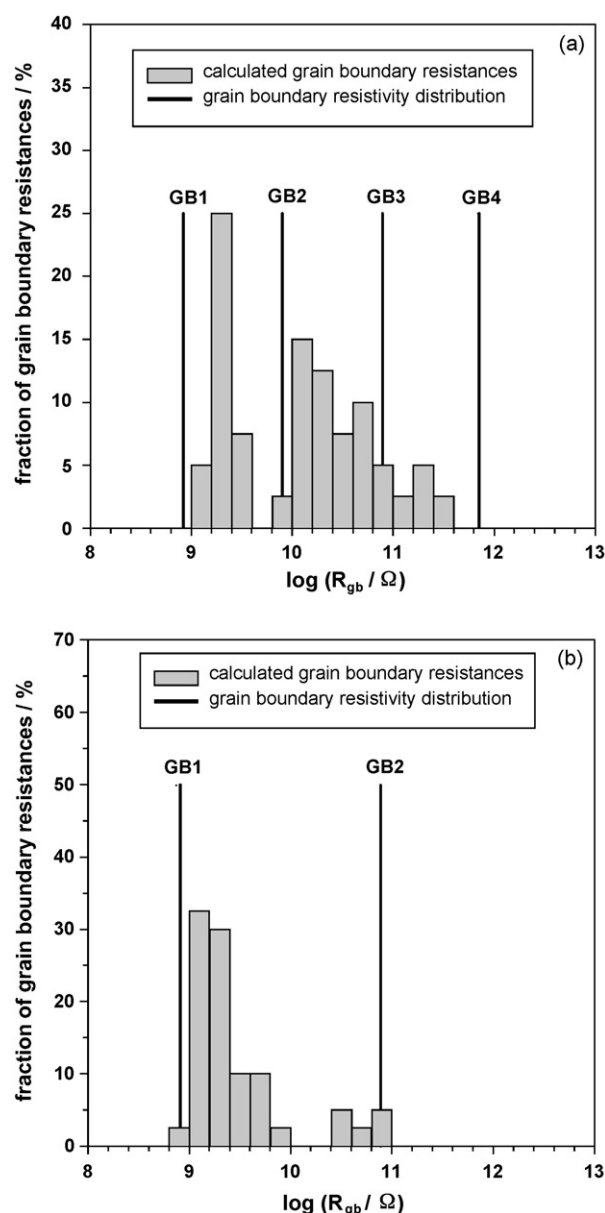 (a)
calculated grain boundary resistances
grain boundary resistivity distribution
GB1 GB2 GB3 GB4
fraction of grain boundary resistances / %
40
35
30
25
20
15
10
5
0
8 9 10 11 12 13
log (Rgb / Ω)
(b)
calculated grain boundary resistances
grain boundary resistivity distribution
GB1 GB2
fraction of grain boundary resistances / %
70
60
50
40
30
20
10
0
8 9 10 11 12 13
log (Rgb / Ω)